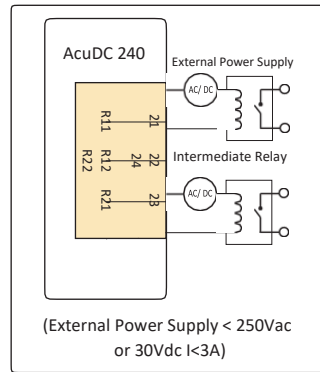 AcuDC 240
External Power Supply
AC/ DC
R11 21
R12 22
R22 24
Intermediate Relay
R21 23
AC/ DC
(External Power Supply < 250Vac
or 30Vdc I<3A)